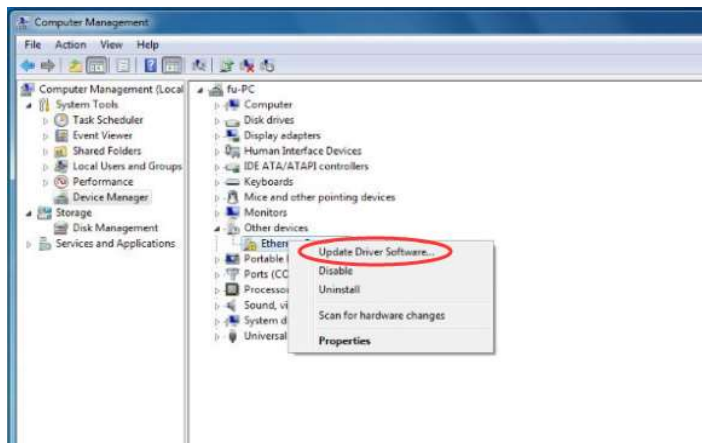 Computer Management
File Action View Help
Computer Management (Local
System Tools
Task Scheduler
Event Viewer
Shared Folders
Local Users and Groups
Performance
Device Manager
Storage
Disk Management
Services and Applications
fu-PC
Computer
Disk drives
Display adapters
Human Interface Devices
IDE ATA/ATAPI controllers
Keyboards
Mice and other pointing devices
Monitors
Other devices
Ethern
Portable
Ports (CO
Processo
Sound, vi
System d
Universal
Update Driver Software...
Disable
Uninstall
Scan for hardware changes
Properties